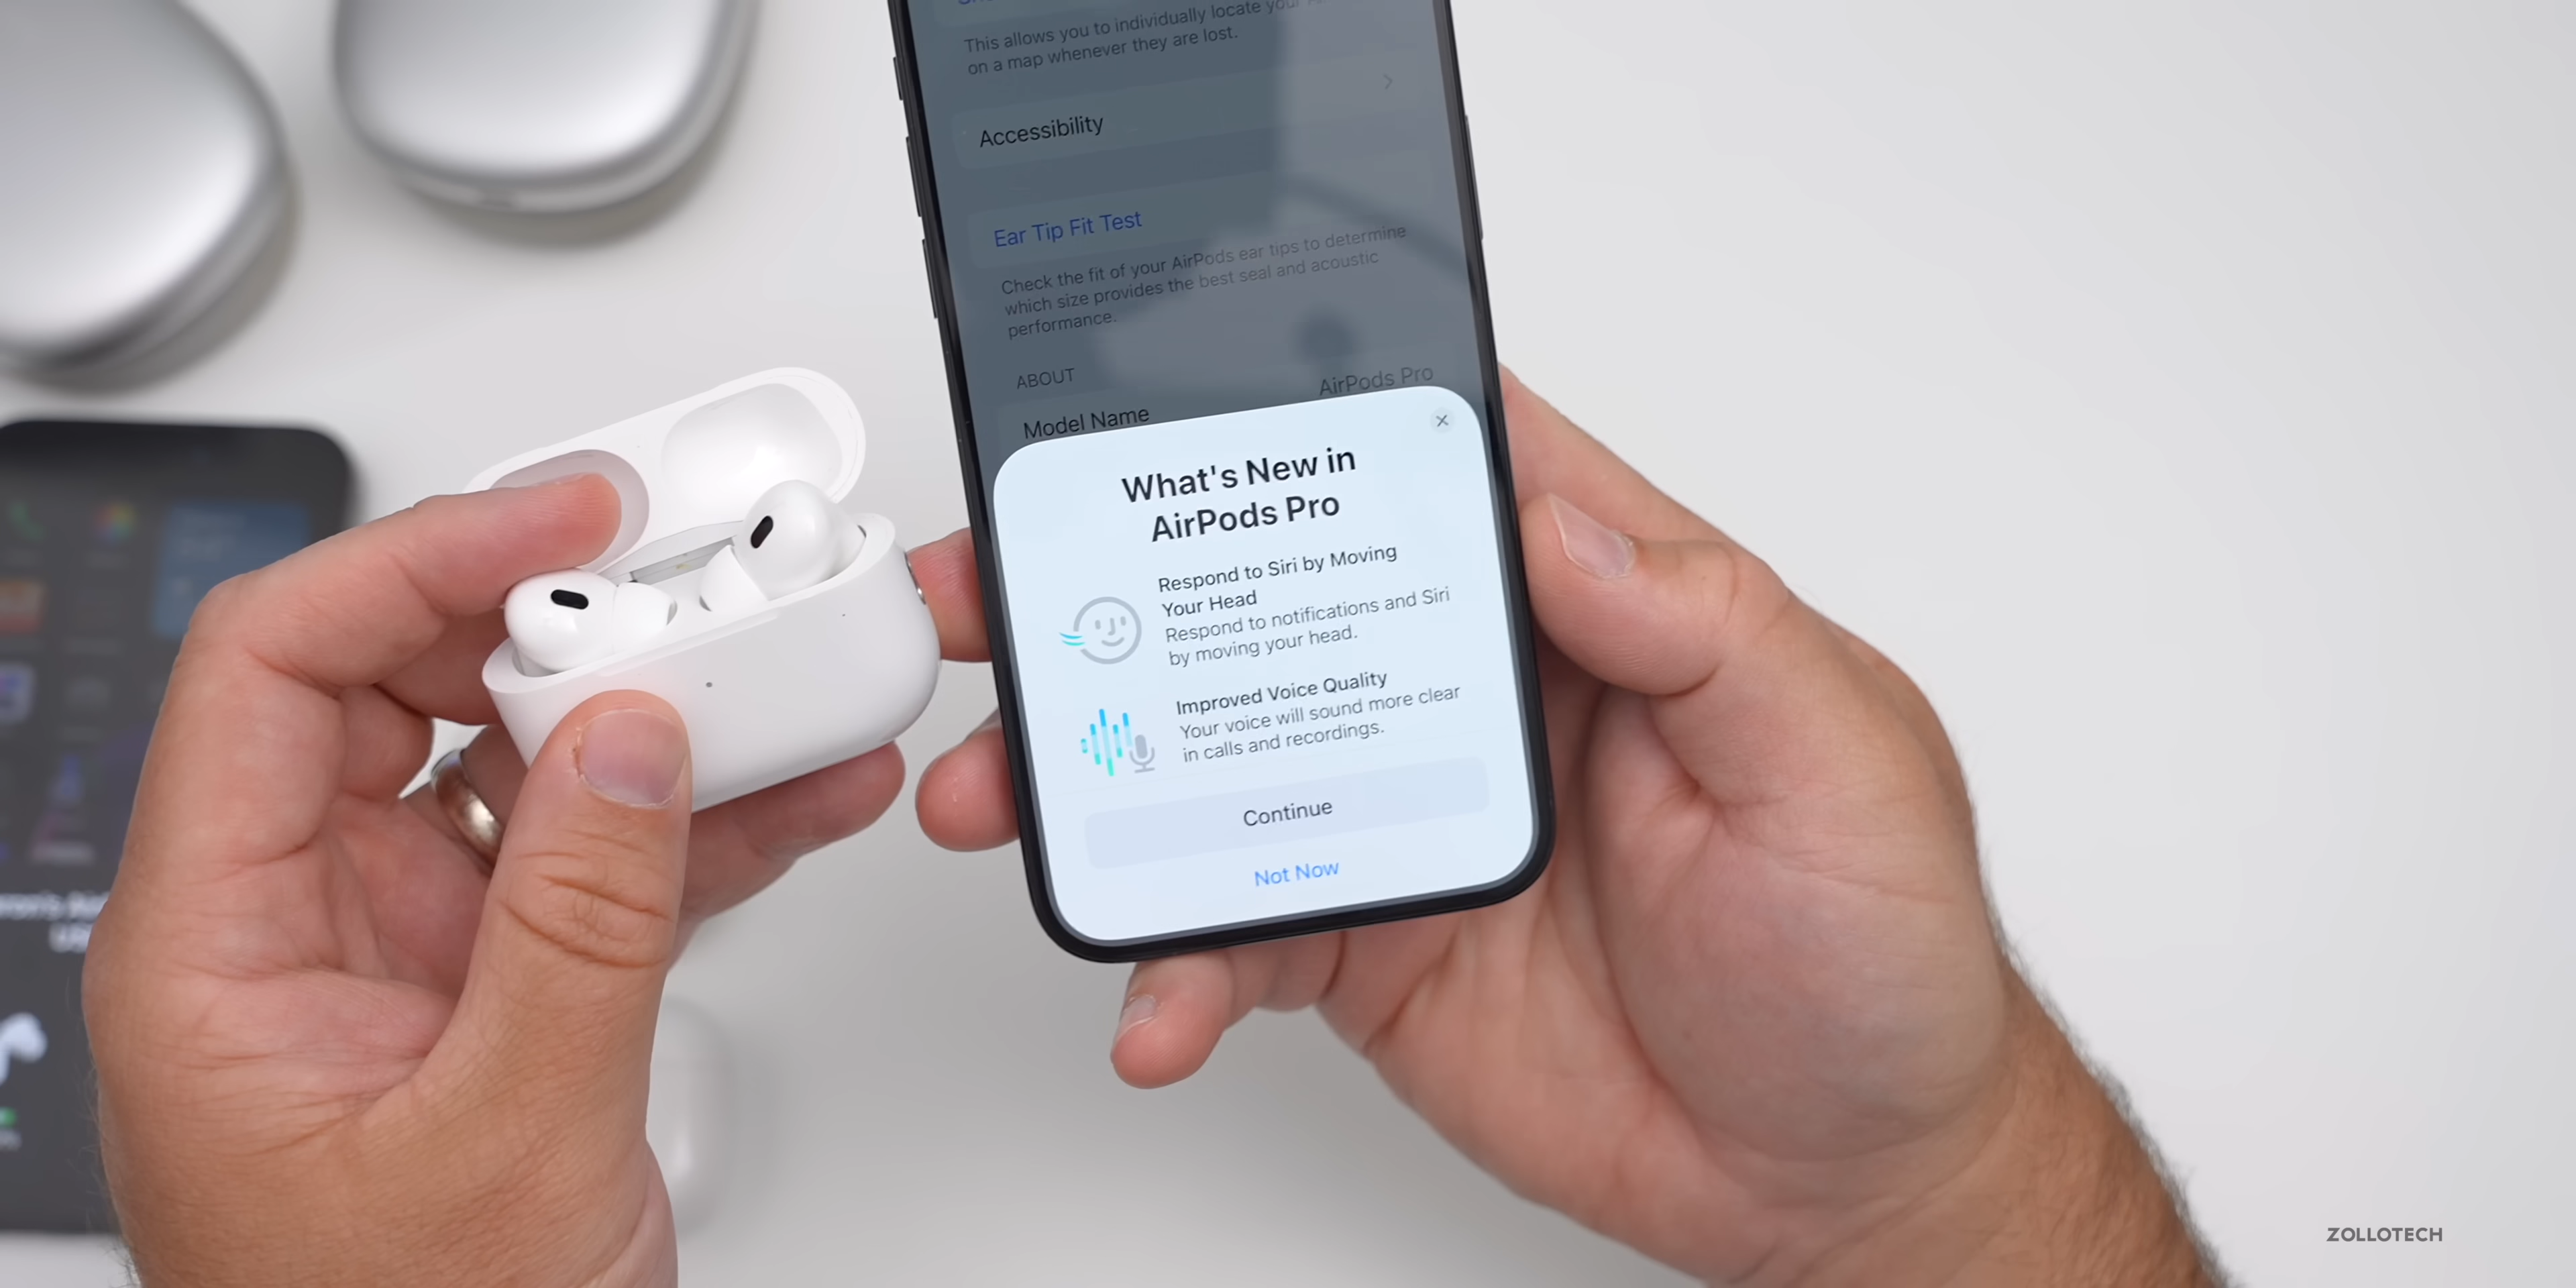 This allows you to individually locate your
on a map whenever they are lost.
Accessibility
Ear Tip Fit Test
Check the fit of your AirPods ear tips to determine
which size provides the best seal and acoustic
performance.
ABOUT
Model Name AirPods Pro
What's New in
AirPods Pro
Respond to Siri by Moving
Your Head
Respond to notifications and Siri
by moving your head.
Improved Voice Quality
Your voice will sound more clear
in calls and recordings.
Continue
Not Now
ZOLLOTECH